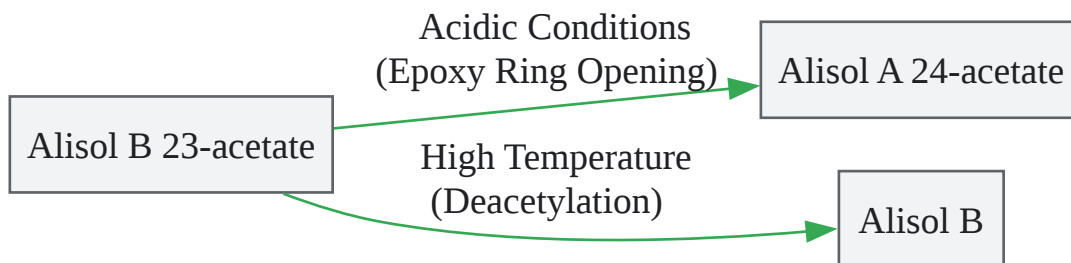 Alisol B 23-acetate
Acidic Conditions
(Epoxy Ring Opening)
Alisol A 24-acetate
High Temperature
(Deacetylation)
Alisol B